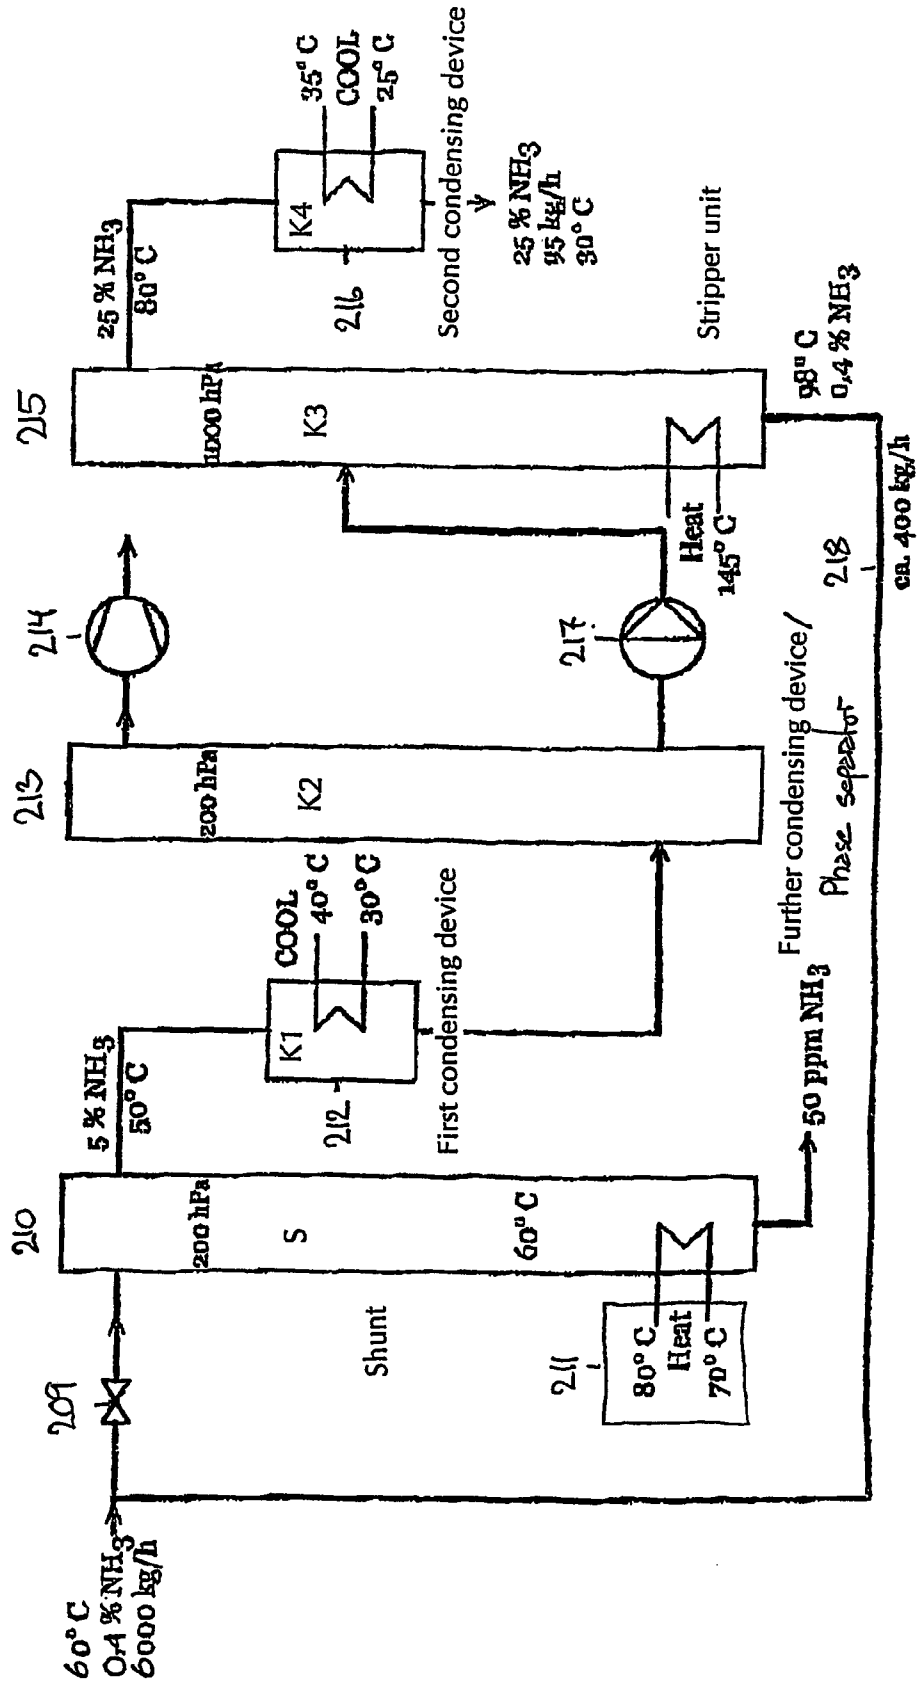 60° C
0,4 % NH3
6000 kg/h
209
Shunt
210
200 hPa
S
60° C
211
80° C
Heat
70° C
50 ppm NH3
5 % NH3
50° C
K1
212
COOL
40° C
30° C
First condensing device
213
200 hPa
K2
Further condensing device/
Phase separator
214
217
215
1000 hPa
K3
Heat
145° C
Stripper unit
98° C
0,4 % NH3
218
ca. 400 kg/h
25 % NH3
80° C
K4
216
35° C
COOL
25° C
Second condensing device
25 % NH3
95 kg/h
30° C